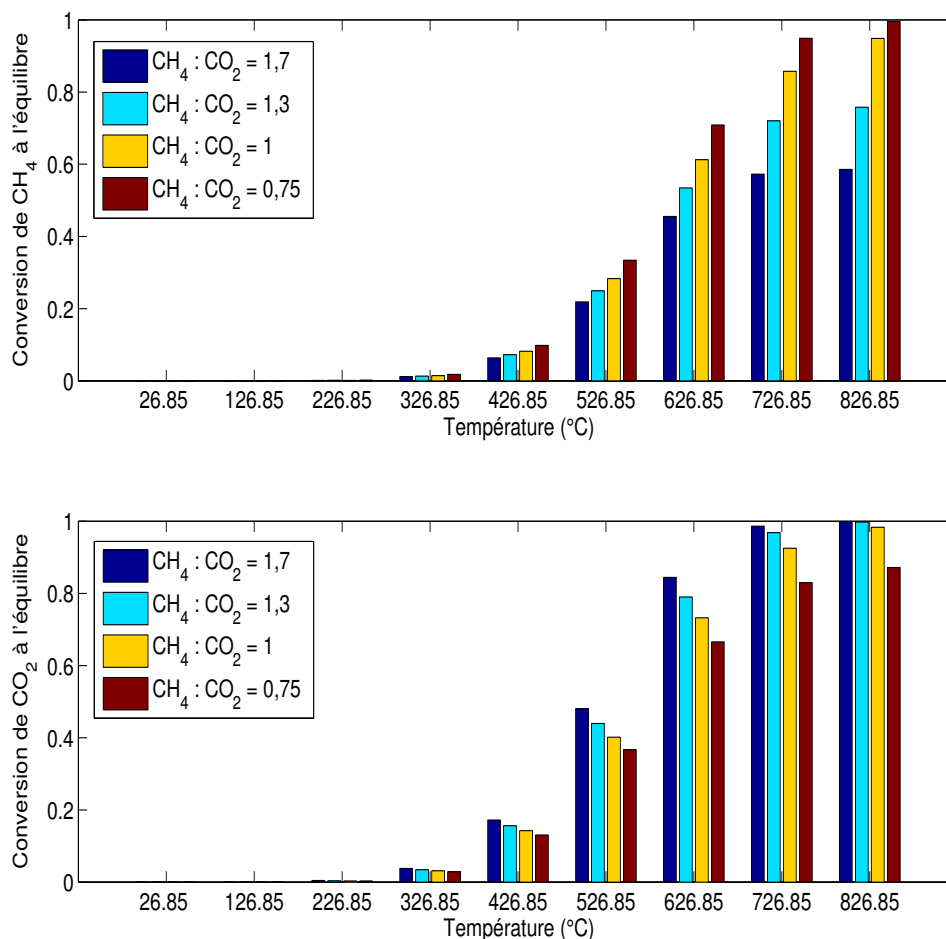 Conversion de CH4 à l'équilibre
1
0.8
0.6
0.4
0.2
0
CH4 : CO2 = 1,7
CH4 : CO2 = 1,3
CH4 : CO2 = 1
CH4 : CO2 = 0,75
26.85 126.85 226.85 326.85 426.85 526.85 626.85 726.85 826.85
Température (°C)
Conversion de CO2 à l'équilibre
1
0.8
0.6
0.4
0.2
0
CH4 : CO2 = 1,7
CH4 : CO2 = 1,3
CH4 : CO2 = 1
CH4 : CO2 = 0,75
26.85 126.85 226.85 326.85 426.85 526.85 626.85 726.85 826.85
Température (°C)